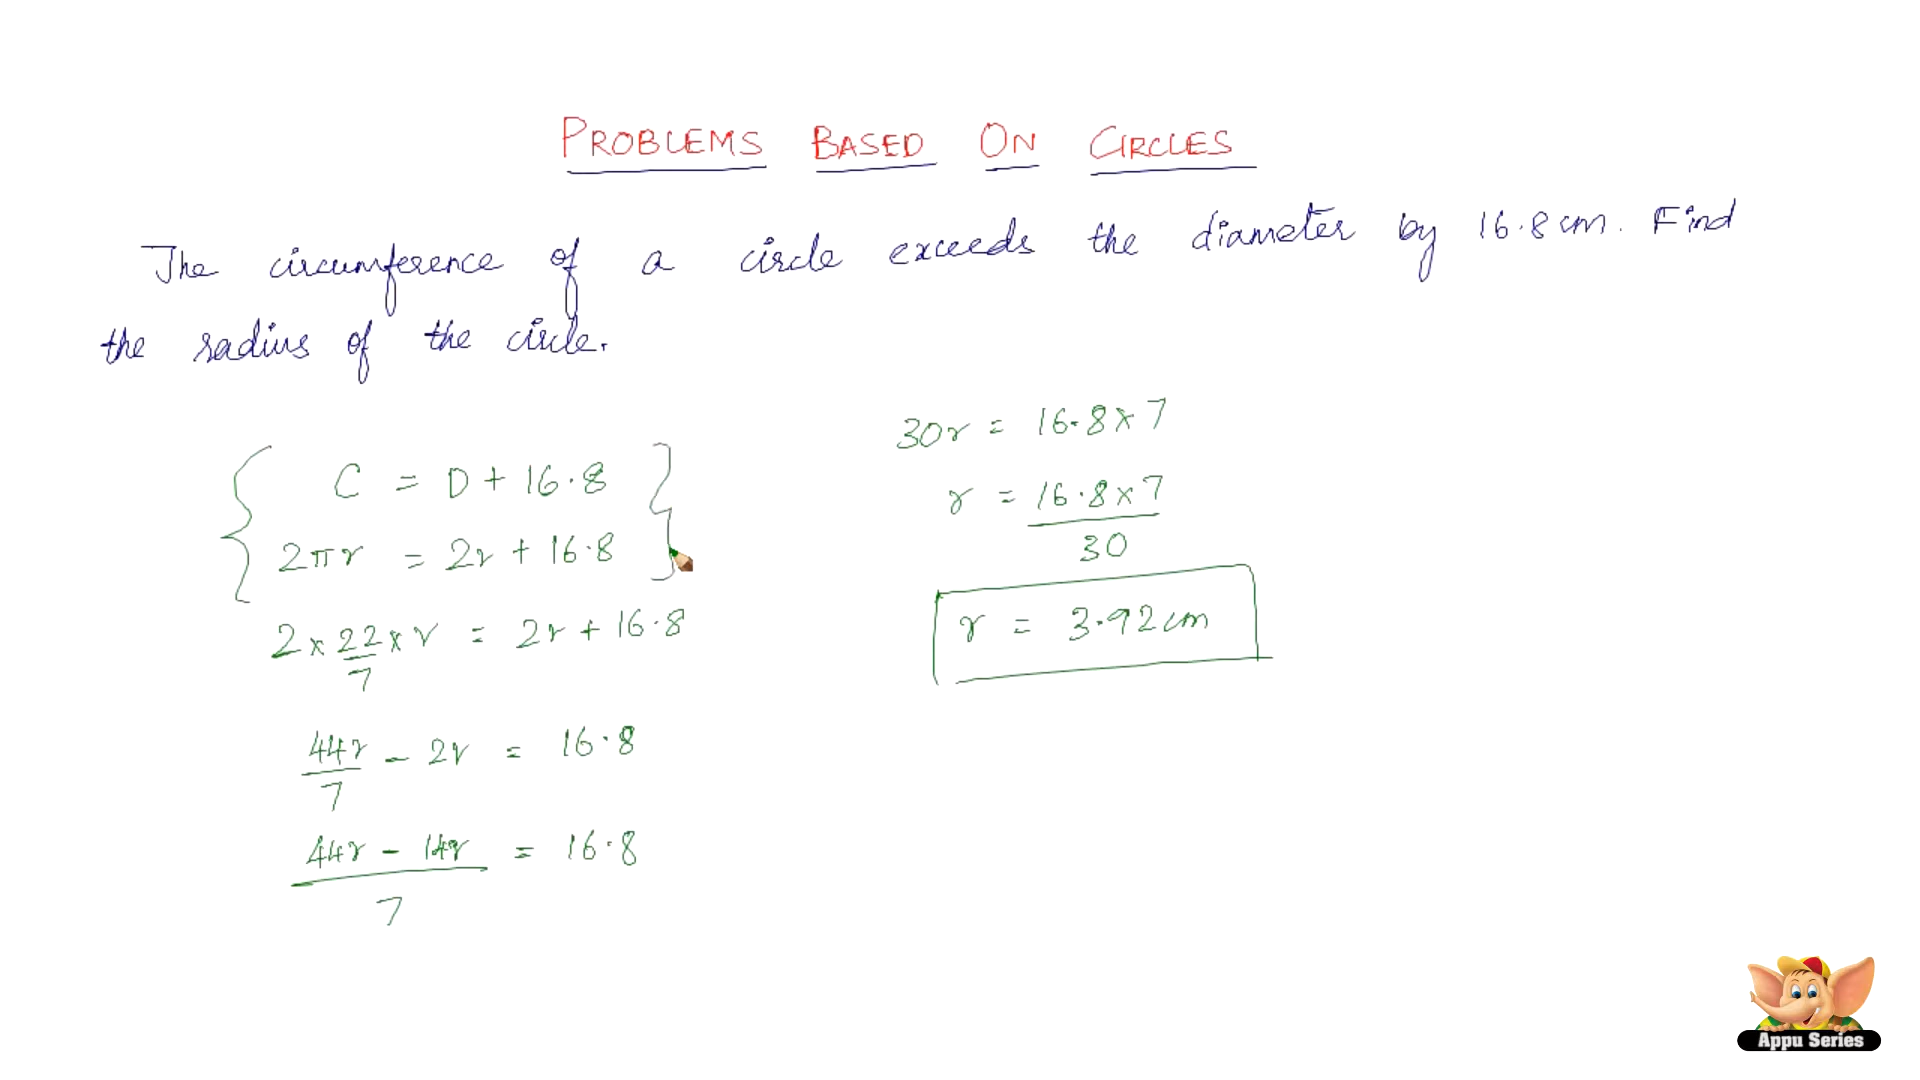 PROBLEMS BASED ON CIRCLES
The circumference of a circle exceeds the diameter by 16.8 cm. Find
the radius of the circle.
C = D + 16.8
2πr = 2r + 16.8
2 × 22/7 × r = 2r + 16.8
44r/7 - 2r = 16.8
44r - 14r/7 = 16.8
30r = 16.8 × 7
r = 16.8 × 7/30
r = 3.92 cm
Appu Series